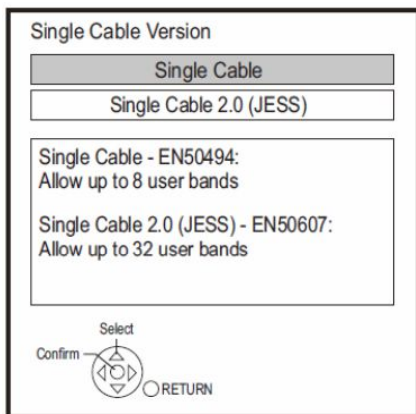 Single Cable Version
Single Cable
Single Cable 2.0 (JESS)
Single Cable - EN50494:
Allow up to 8 user bands
Single Cable 2.0 (JESS) - EN50607:
Allow up to 32 user bands
Select
Confirm
RETURN